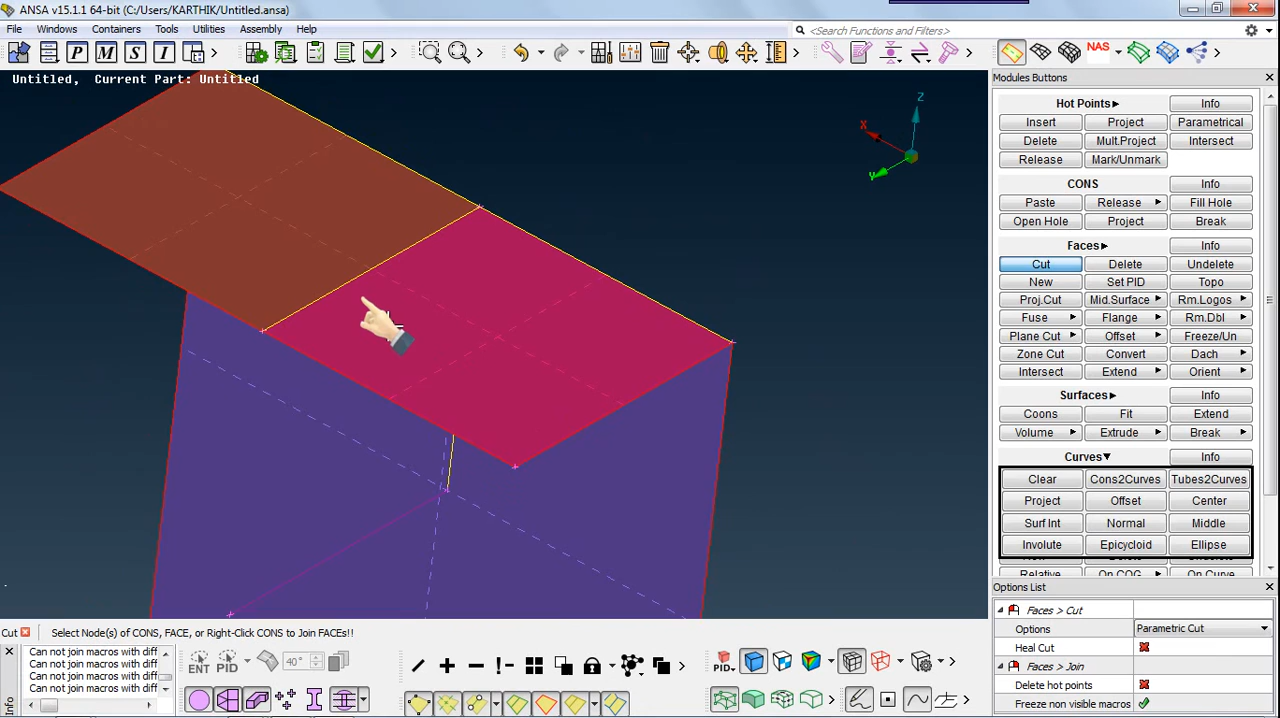 ANSA v15.1.1 64-bit (C:/Users/KARTHIK/Untitled.ansa)
File Windows Containers Tools Utilities Assembly Help
<Search Functions and Filters>
P M S I
NAS
Untitled, Current Part: Untitled
Z
X
Y
Modules Buttons
Hot Points Info
Insert Project Parametrical
Delete Mult.Project Intersect
Release Mark/Unmark
CONS Info
Paste Release Fill Hole
Open Hole Project Break
Faces Info
Cut Delete Undelete
New Set PID Topo
Proj.Cut Mid.Surface Rm.Logos
Fuse Flange Rm.Dbl
Plane Cut Offset Freeze/Un
Zone Cut Convert Dach
Intersect Extend Orient
Surfaces Info
Coons Fit Extend
Volume Extrude Break
Curves Info
Clear Cons2Curves Tubes2Curves
Project Offset Center
Surf Int Normal Middle
Involute Epicycloid Ellipse
Relative On COG On Curve
Options List
Faces > Cut
Options Parametric Cut
Heal Cut
Faces > Join
Delete hot points
Freeze non visible macros
Cut Select Node(s) of CONS, FACE, or Right-Click CONS to Join FACEs!!
Can not join macros with diff
Can not join macros with diff
Can not join macros with diff
Can not join macros with diff
Info
ENT PID 40°
PID